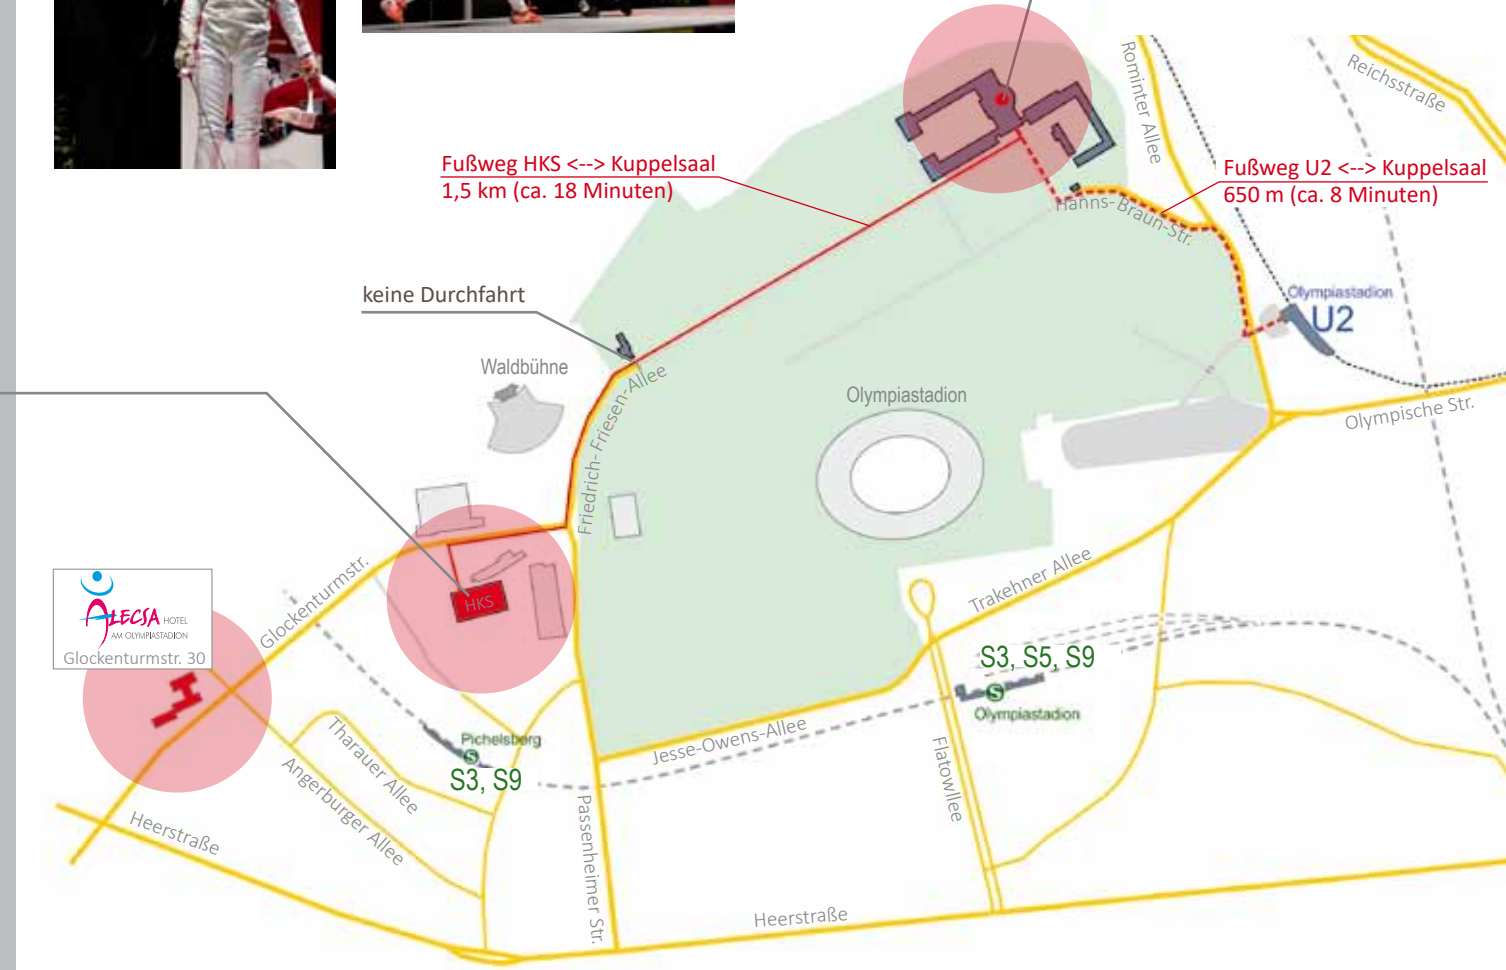 Rominter Allee
Reichsstraße
Fußweg HKS <--> Kuppelsaal
1,5 km (ca. 18 Minuten)
Fußweg U2 <--> Kuppelsaal
650 m (ca. 8 Minuten)
Hanns-Braun-Str.
keine Durchfahrt
Olympiastadion
U2
Waldbühne
Friedrich-Friesen-Allee
Olympiastadion
Olympische Str.
Glockenturmstr.
HKS
ALECSA HOTEL
AM OLYMPIASTADION
Glockenturmstr. 30
Trakehner Allee
S3, S5, S9
S
Olympiastadion
Jesse-Owens-Allee
Flatowllee
Pichelsberg
S
S3, S9
Tharauer Allee
Angerburger Allee
Heerstraße
Passenheimer Str.
Heerstraße